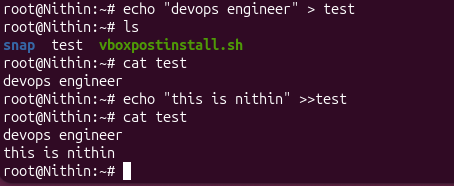 root@Nithin:~# echo "devops engineer" > test
root@Nithin:~# ls
snap  test  vboxpostinstall.sh
root@Nithin:~# cat test
devops engineer
root@Nithin:~# echo "this is nithin" >>test
root@Nithin:~# cat test
devops engineer
this is nithin
root@Nithin:~#